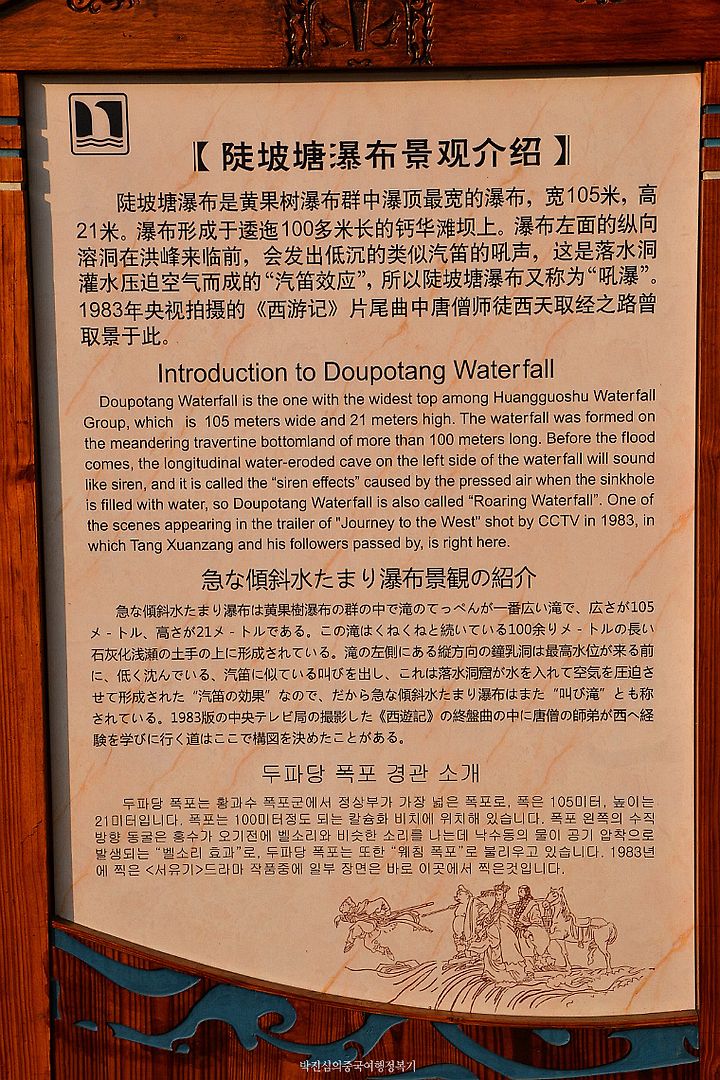 【陡坡塘瀑布景观介绍】
陡坡塘瀑布是黄果树瀑布群中瀑顶最宽的瀑布，宽105米，高
21米。瀑布形成于逶迤100多米长的钙华滩坝上。瀑布左面的纵向
溶洞在洪峰来临前，会发出低沉的类似汽笛的吼声，这是落水洞
灌水压迫空气而成的“汽笛效应”，所以陡坡塘瀑布又称为“吼瀑”。
1983年央视拍摄的《西游记》片尾曲中唐僧师徒西天取经之路曾
取景于此。
Introduction to Doupotang Waterfall
Doupotang Waterfall is the one with the widest top among Huangguoshu Waterfall
Group, which is 105 meters wide and 21 meters high. The waterfall was formed on
the meandering travertine bottomland of more than 100 meters long. Before the flood
comes, the longitudinal water-eroded cave on the left side of the waterfall will sound
like siren, and it is called the “siren effects” caused by the pressed air when the sinkhole
is filled with water, so Doupotang Waterfall is also called “Roaring Waterfall”. One of
the scenes appearing in the trailer of "Journey to the West" shot by CCTV in 1983, in
which Tang Xuanzang and his followers passed by, is right here.
急な傾斜水たまり瀑布景観の紹介
急な傾斜水たまり瀑布は黄果樹瀑布の群の中で滝のてっぺんが一番広い滝で、広さが105
メ-トル、高さが21メ-トルである。この滝はくねくねと続いている100余りメ-トルの長い
石灰化浅瀬の土手の上に形成されている。滝の左側にある縦方向の鐘乳洞は最高水位が来る前
に、低く沈んでいる、汽笛に似ている叫びを出し、これは落水洞窟が水を入れて空気を圧迫さ
せて形成された“汽笛の効果”なので、だから急な傾斜水たまり瀑布はまた“叫び滝”とも称
されている。1983版の中央テレビ局の撮影した《西遊記》の終盤曲の中に唐僧の師弟が西へ経
験を学びに行く道はここで構図を決めたことがある。
두파당 폭포 경관 소개
두파당 폭포는 황과수 폭포군에서 정상부가 가장 넓은 폭포로, 폭은 105미터, 높이는
21미터입니다. 폭포는 100미터정도 되는 칼슘화 비치에 위치해 있습니다. 폭포 왼쪽의 수직
방향 동굴은 홍수가 오기전에 벨소리와 비슷한 소리를 나는데 낙수동의 물이 공기 압착으로
발생되는 “벨소리 효과”로, 두파당 폭포는 또한 “웨침 폭포”로 불리우고 있습니다. 1983년
에 찍은 <서유기>드라마 작품중에 일부 장면은 바로 이곳에서 찍은것입니다.
박진심의중국여행정복기